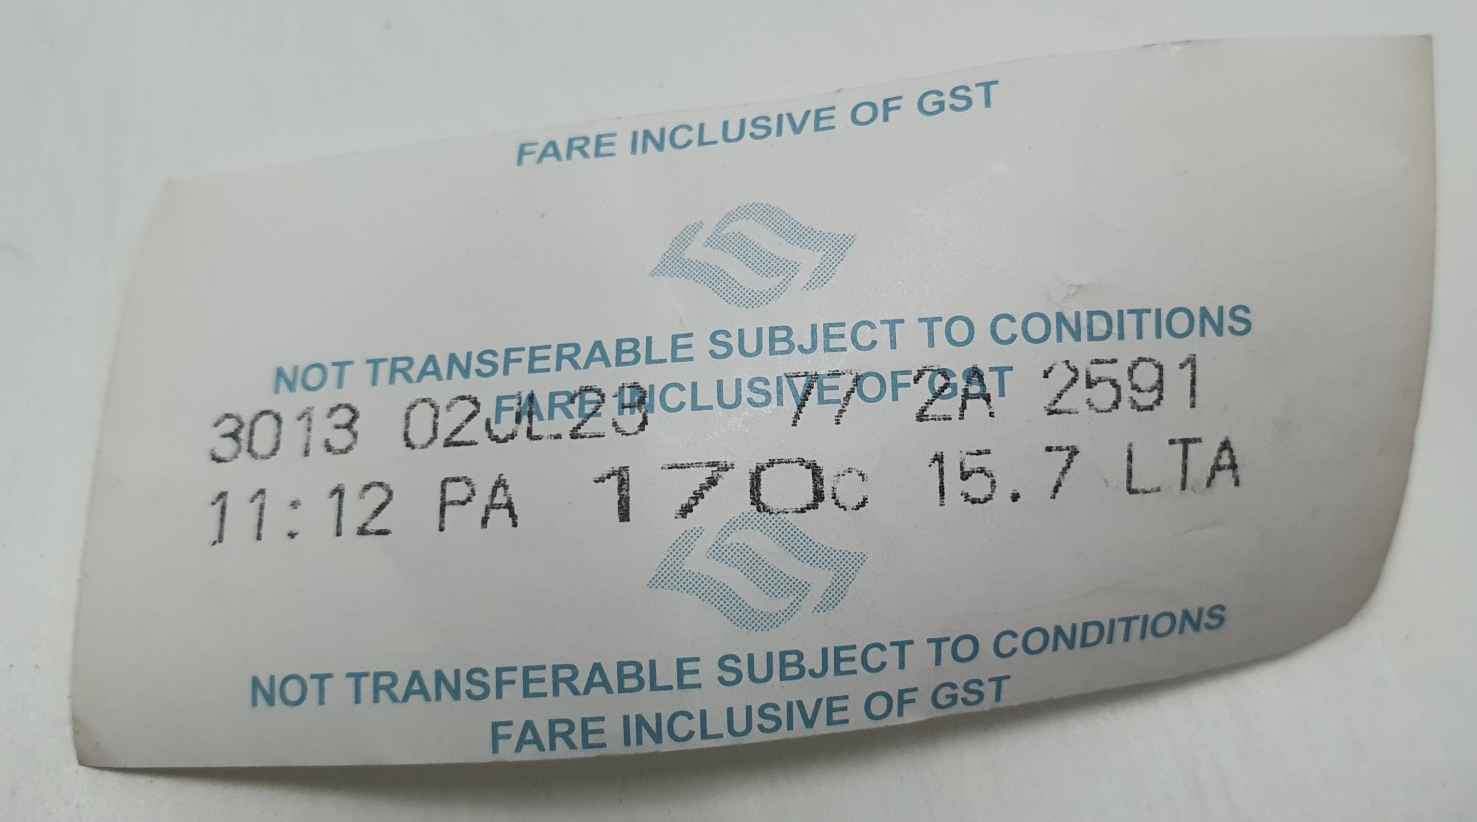 FARE INCLUSIVE OF GST
NOT TRANSFERABLE SUBJECT TO CONDITIONS
FARE INCLUSIVE OF GST
3013 02JL23 77 2A 2591
11:12 PA 170c 15.7 LTA
NOT TRANSFERABLE SUBJECT TO CONDITIONS
FARE INCLUSIVE OF GST